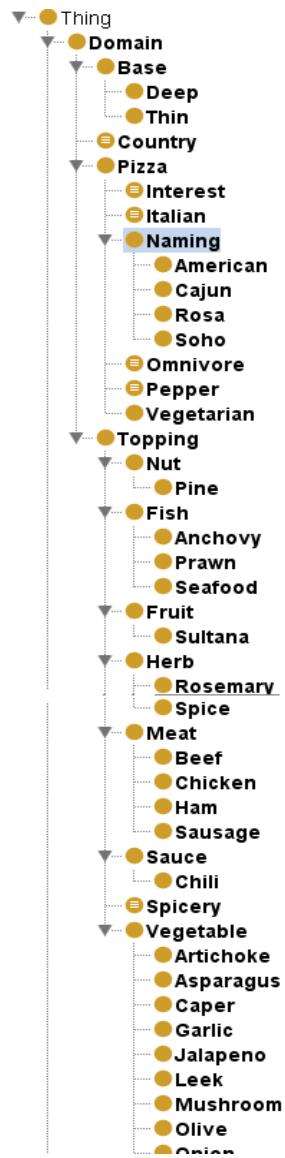 Thing
Domain
Base
Deep
Thin
Country
Pizza
Interest
Italian
Naming
American
Cajun
Rosa
Soho
Omnivore
Pepper
Vegetarian
Topping
Nut
Pine
Fish
Anchovy
Prawn
Seafood
Fruit
Sultana
Herb
Rosemary
Spice
Meat
Beef
Chicken
Ham
Sausage
Sauce
Chili
Spicery
Vegetable
Artichoke
Asparagus
Caper
Garlic
Jalapeno
Leek
Mushroom
Olive
Onion